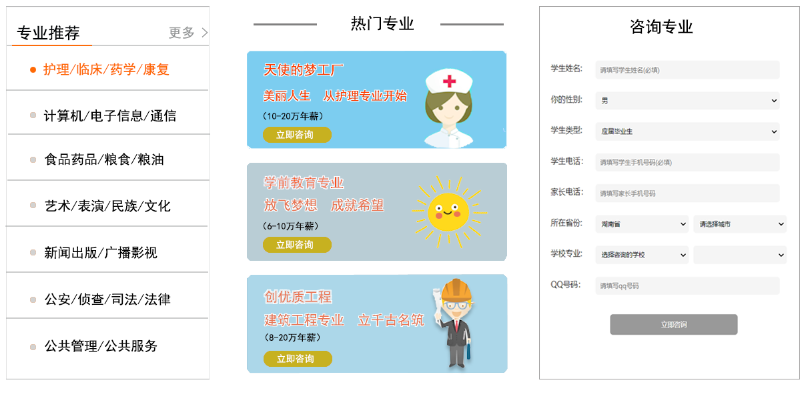 专业推荐 更多
护理/临床/药学/康复
计算机/电子信息/通信
食品药品/粮食/粮油
艺术/表演/民族/文化
新闻出版/广播影视
公安/侦查/司法/法律
公共管理/公共服务
热门专业
天使的梦工厂
美丽人生 从护理专业开始
(10-20万年薪)
立即咨询
学前教育专业
放飞梦想 成就希望
(6-10万年薪)
立即咨询
创优质工程
建筑工程专业 立千古名筑
(8-20万年薪)
立即咨询
咨询专业
学生姓名: 请填写学生姓名(必填)
你的性别: 男
学生类型: 应届毕业生
学生电话: 请填写学生手机号码(必填)
家长电话: 请填写家长手机号码
所在省份: 湖南省 请选择城市
学校专业: 选择咨询的学校
QQ号码: 请填写qq号码
立即咨询